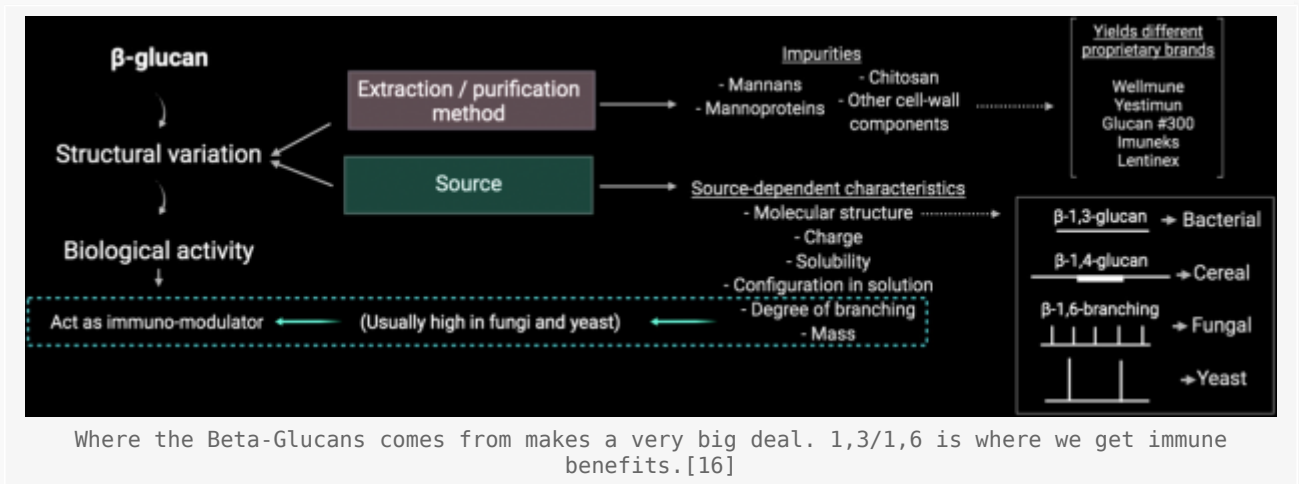 β-glucan
Structural variation
Biological activity
Act as immuno-modulator
Extraction / purification
method
Source
(Usually high in fungi and yeast)
Impurities
- Mannans
- Mannoproteins
- Chitosan
- Other cell-wall
components
Source-dependent characteristics
- Molecular structure
- Charge
- Solubility
- Configuration in solution
- Degree of branching
- Mass
Yields different
proprietary brands
Wellmune
Yestimun
Glucan #300
Imuneks
Lentinex
β-1,3-glucan
Bacterial
β-1,4-glucan
Cereal
β-1,6-branching
Fungal
Yeast
Where the Beta-Glucans comes from makes a very big deal. 1,3/1,6 is where we get immune
benefits.[16]